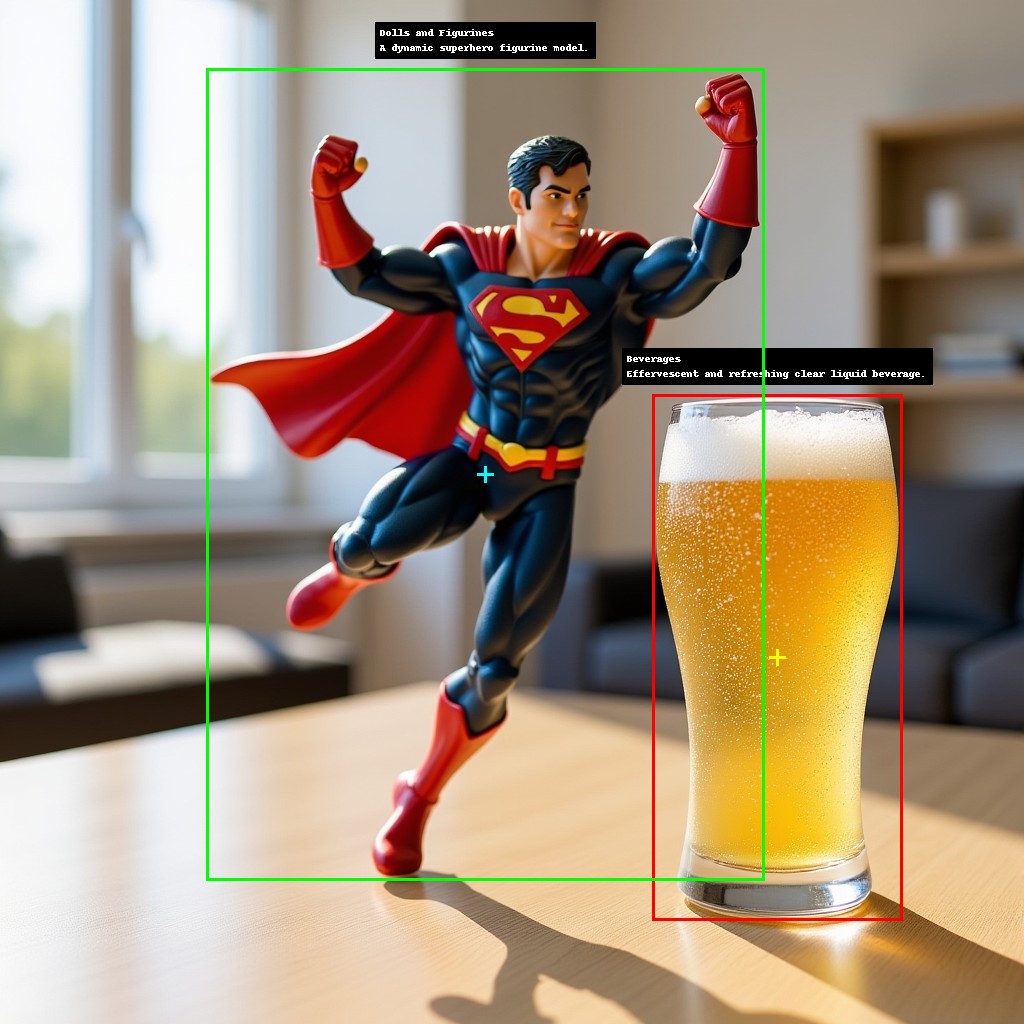 Dolls and Figurines
A dynamic superhero figurine model.
Beverages
Effervescent and refreshing clear liquid beverage.
S